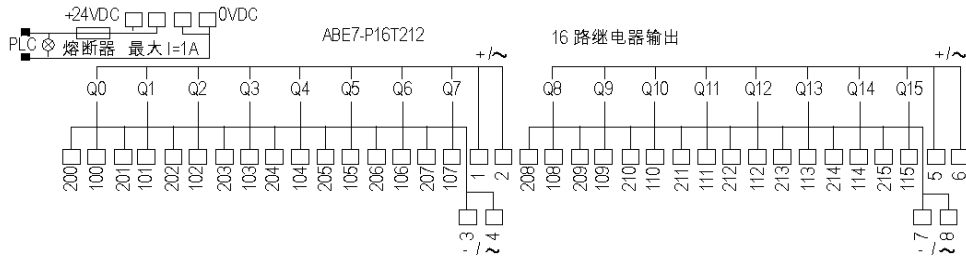 +24VDC 0VDC
ABE7-P16T212
16 路继电器输出
PLC 熔断器 最大 I=1A
+/~ +/~
Q0 Q1 Q2 Q3 Q4 Q5 Q6 Q7 Q8 Q9 Q10 Q11 Q12 Q13 Q14 Q15
200 100 201 101 202 102 203 103 204 104 205 105 206 106 207 107 1 2 208 108 209 109 210 110 211 111 212 112 213 113 214 114 215 115 5 6
3 4 7 8
- /~ - /~